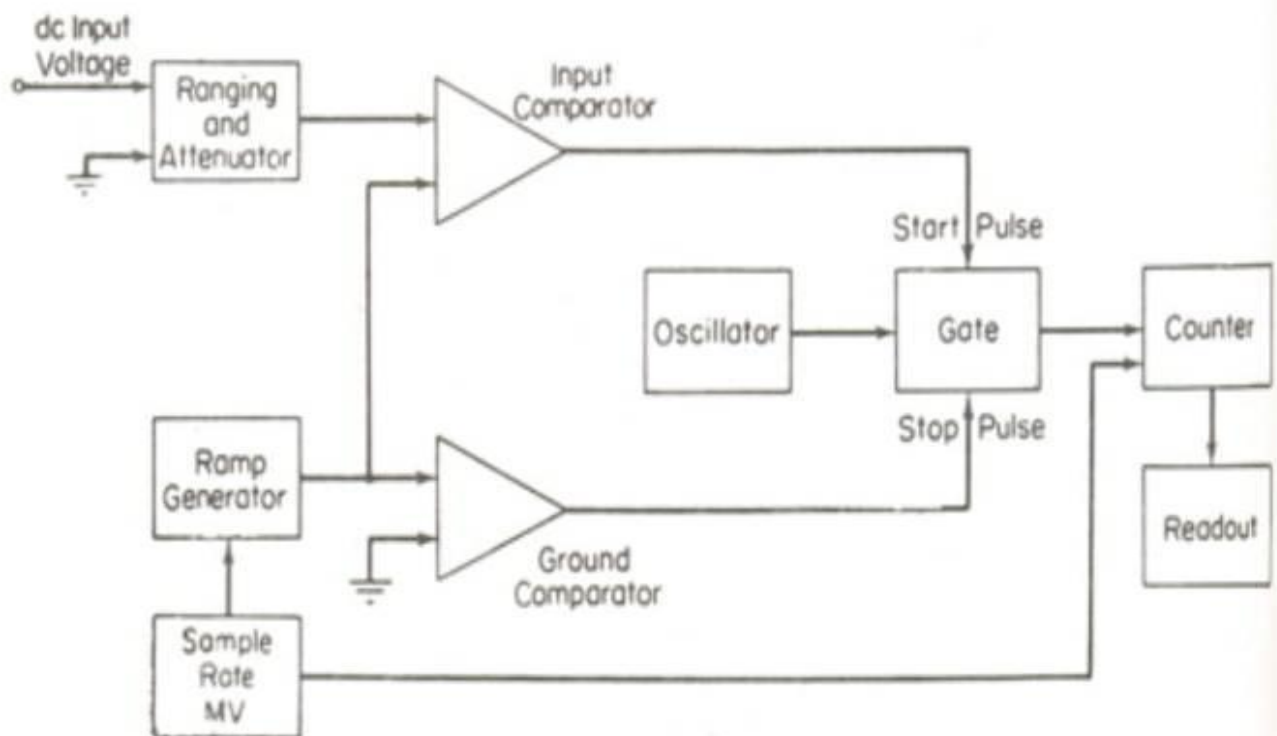 dc Input
Voltage
Ranging
and
Attenuator
Input
Comparator
Start Pulse
Oscillator
Gate
Counter
Stop Pulse
Ramp
Generator
Readout
Ground
Comparator
Sample
Rate
MV